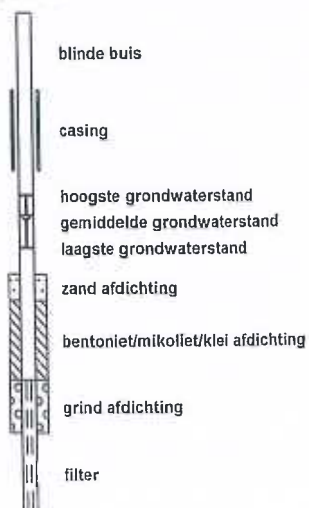 blinde buis
casing
hoogste grondwaterstand
gemiddelde grondwaterstand
laagste grondwaterstand
zand afdichting
bentoniet/mikoliet/klei afdichting
grind afdichting
filter